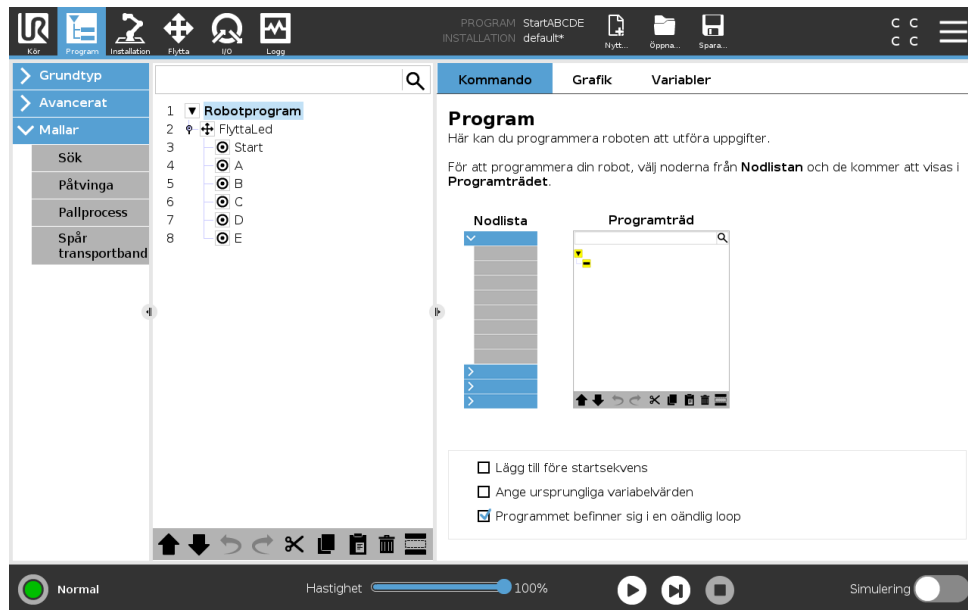 UR
Kör
Program
Installation
Flytta
I/O
Logg
PROGRAM StartABCDE
INSTALLATION default*
Nytt...
Öppna...
Spara...
C C
C C
Grundtyp
Avancerat
Mallar
Sök
Påtvinga
Pallprocess
Spår
transportband
1 Robotprogram
2 FlyttaLed
3 Start
4 A
5 B
6 C
7 D
8 E
Kommando
Grafik
Variabler
Program
Här kan du programmera roboten att utföra uppgifter.
För att programmera din robot, välj noderna från Nodlistan och de kommer att visas i
Programträdet.
Nodlista
Programträd
Lägg till före startsekvens
Ange ursprungliga variabelvärden
Programmet befinner sig i en oändlig loop
Normal
Hastighet
100%
Simulering